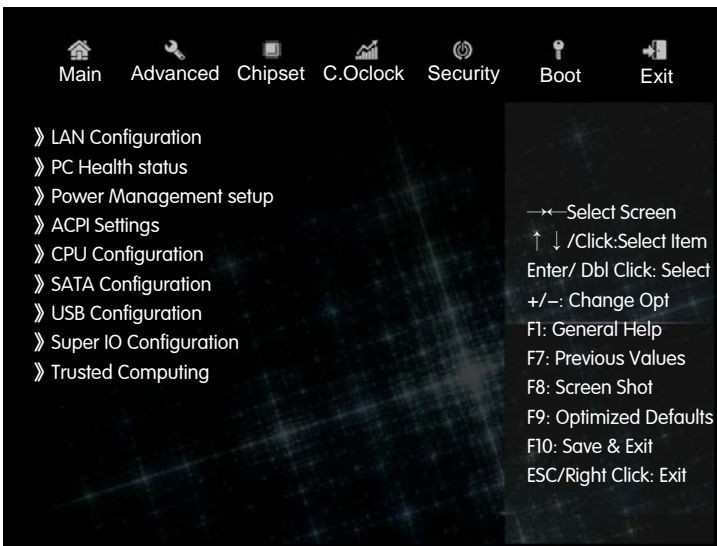 Main Advanced Chipset C.Oclock Security Boot Exit
》LAN Configuration
》PC Health status
》Power Management setup
》ACPI Settings
》CPU Configuration
》SATA Configuration
》USB Configuration
》Super IO Configuration
》Trusted Computing
→←Select Screen
↑↓/Click:Select Item
Enter/ Dbl Click: Select
+/−: Change Opt
F1: General Help
F7: Previous Values
F8: Screen Shot
F9: Optimized Defaults
F10: Save & Exit
ESC/Right Click: Exit